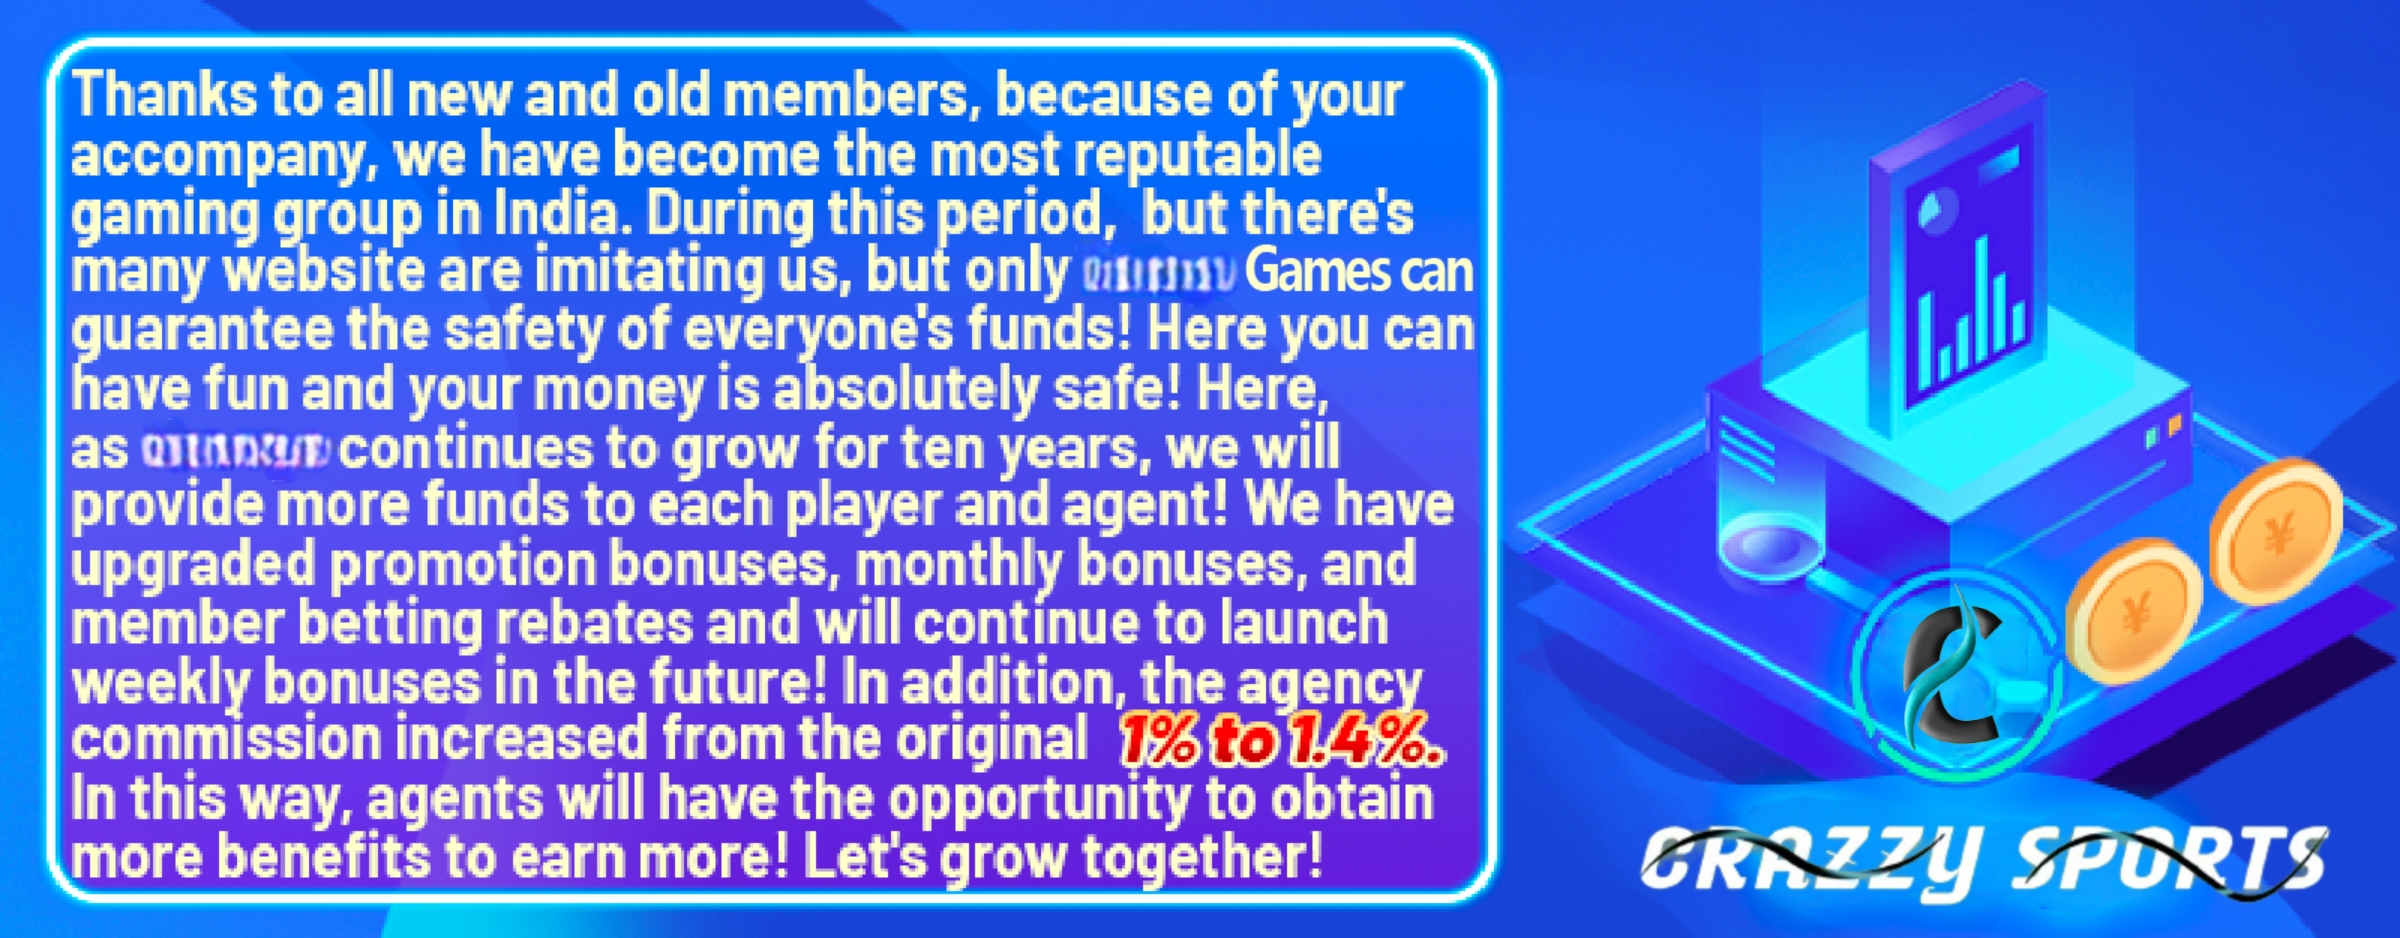 Thanks to all new and old members, because of your
accompany, we have become the most reputable
gaming group in India. During this period, but there's
many website are imitating us, but only Games can
guarantee the safety of everyone's funds! Here you can
have fun and your money is absolutely safe! Here,
as continues to grow for ten years, we will
provide more funds to each player and agent! We have
upgraded promotion bonuses, monthly bonuses, and
member betting rebates and will continue to launch
weekly bonuses in the future! In addition, the agency
commission increased from the original 1% to 1.4%.
In this way, agents will have the opportunity to obtain
more benefits to earn more! Let's grow together!
¥
¥
CRAZZY SPORTS